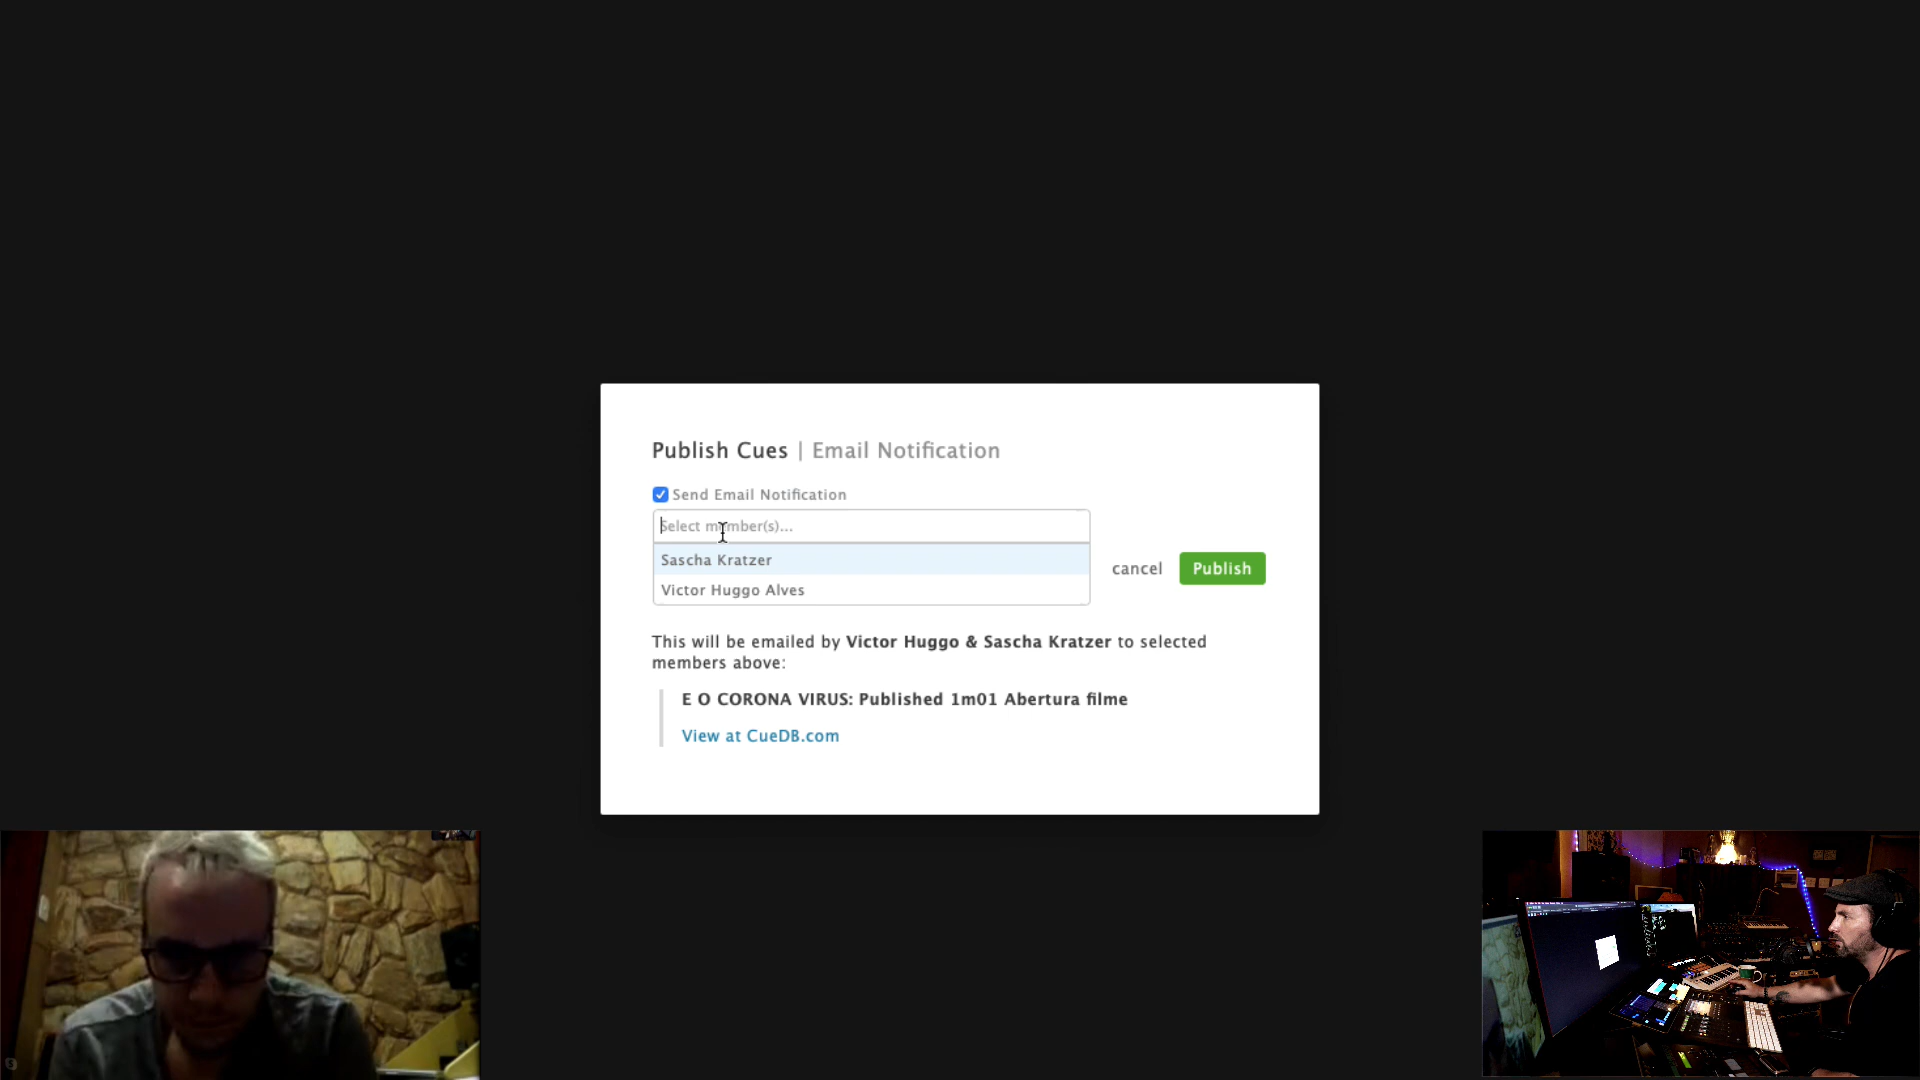 Publish Cues | Email Notification
Send Email Notification
Select member(s)...
Sascha Kratzer
Victor Huggo Alves
cancel
Publish
This will be emailed by Victor Huggo & Sascha Kratzer to selected
members above:
E O CORONA VIRUS: Published 1m01 Abertura filme
View at CueDB.com